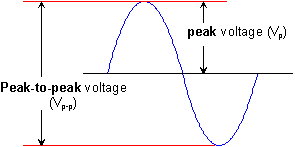 peak voltage (Vp)
Peak-to-peak voltage
(Vp-p)